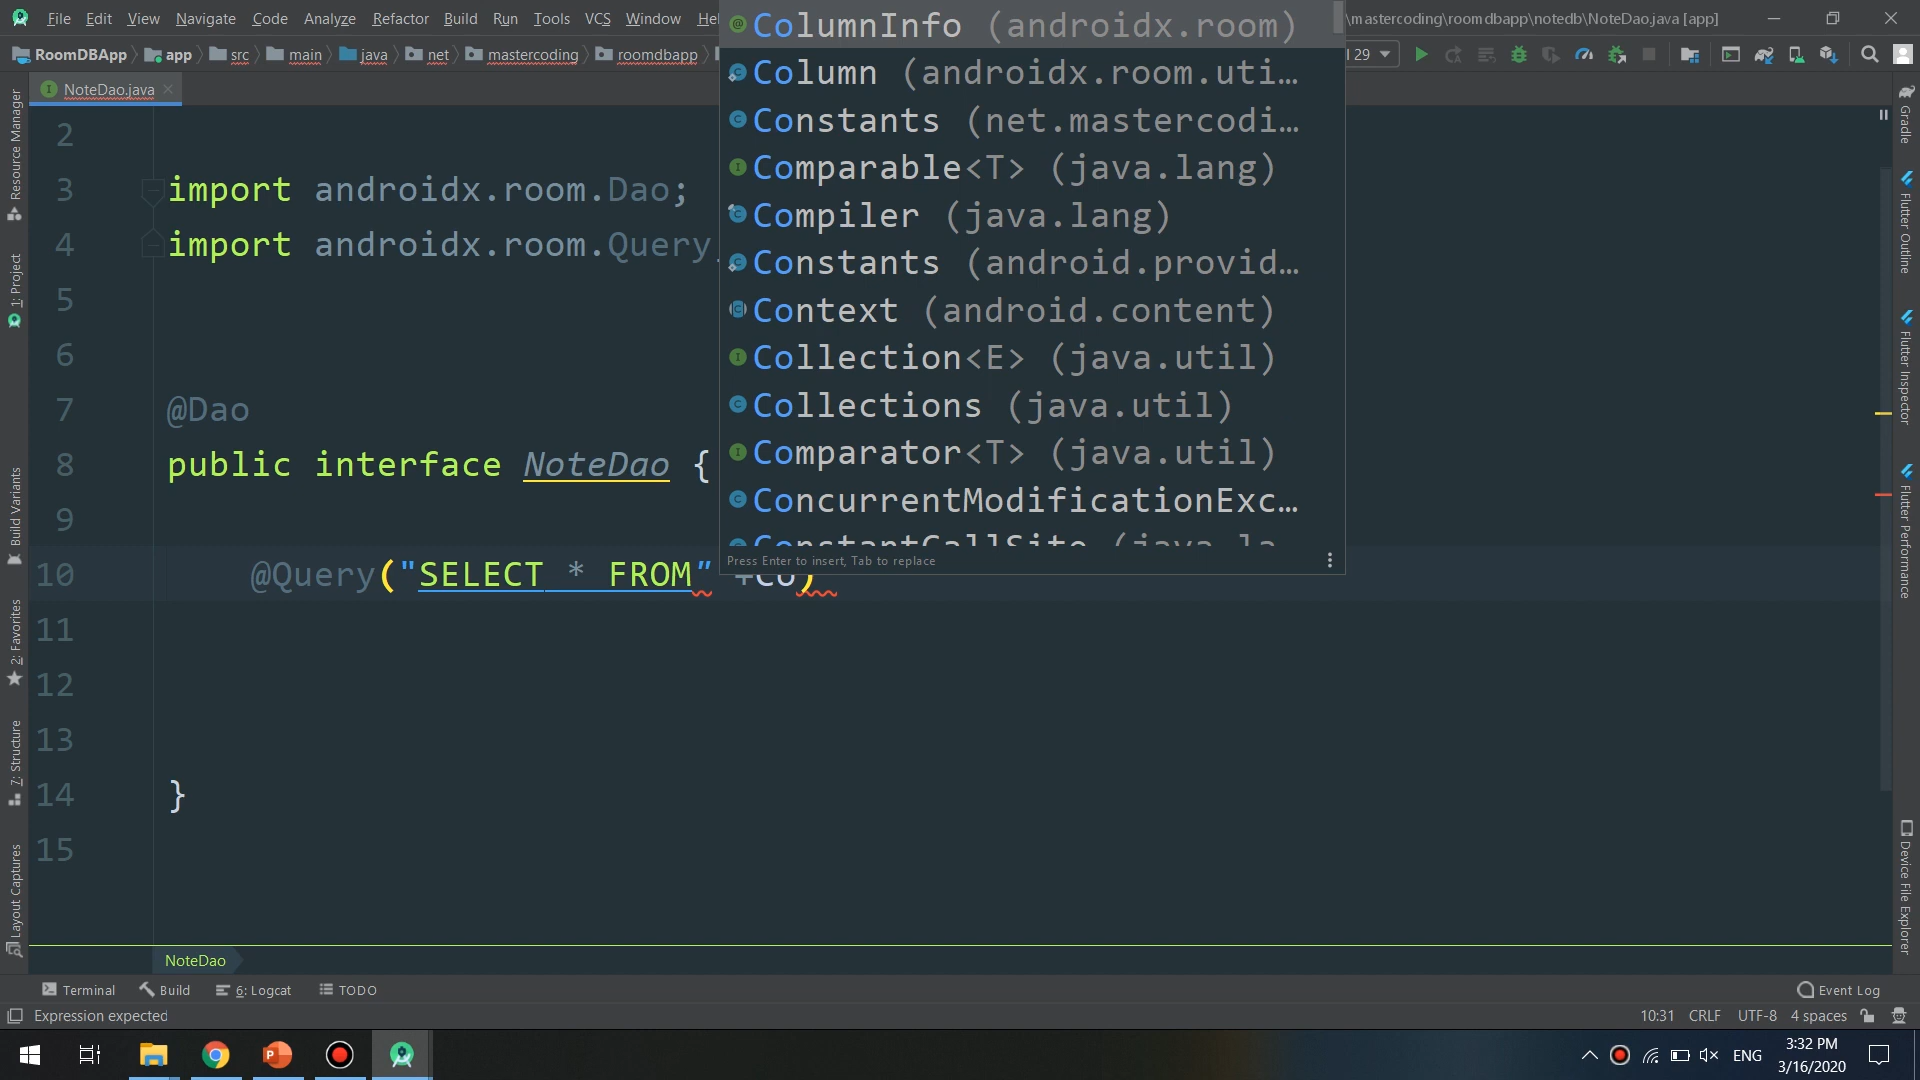 File Edit View Navigate Code Analyze Refactor Build Run Tools VCS Window Hel
\mastercoding\roomdbapp\notedb\NoteDao.java [app]
RoomDBApp app src main java net mastercoding roomdbapp
29
NoteDao.java
ColumnInfo (androidx.room)
Column (androidx.room.uti…
Constants (net.mastercodi…
Comparable<T> (java.lang)
Compiler (java.lang)
Constants (android.provid…
Context (android.content)
Collection<E> (java.util)
Collections (java.util)
Comparator<T> (java.util)
ConcurrentModificationExc…
ConstantCallSite (java.la
Press Enter to insert, Tab to replace
2
3 import androidx.room.Dao;
4 import androidx.room.Query
5
6
7 @Dao
8 public interface NoteDao {
9
10 @Query("SELECT * FROM" +Co)
11
12
13
14 }
15
Resource Manager
1: Project
Build Variants
2: Favorites
7: Structure
Layout Captures
Gradle
Flutter Outline
Flutter Inspector
Flutter Performance
Device File Explorer
NoteDao
Terminal Build 6: Logcat TODO
Event Log
Expression expected
10:31 CRLF UTF-8 4 spaces
ENG
3:32 PM
3/16/2020